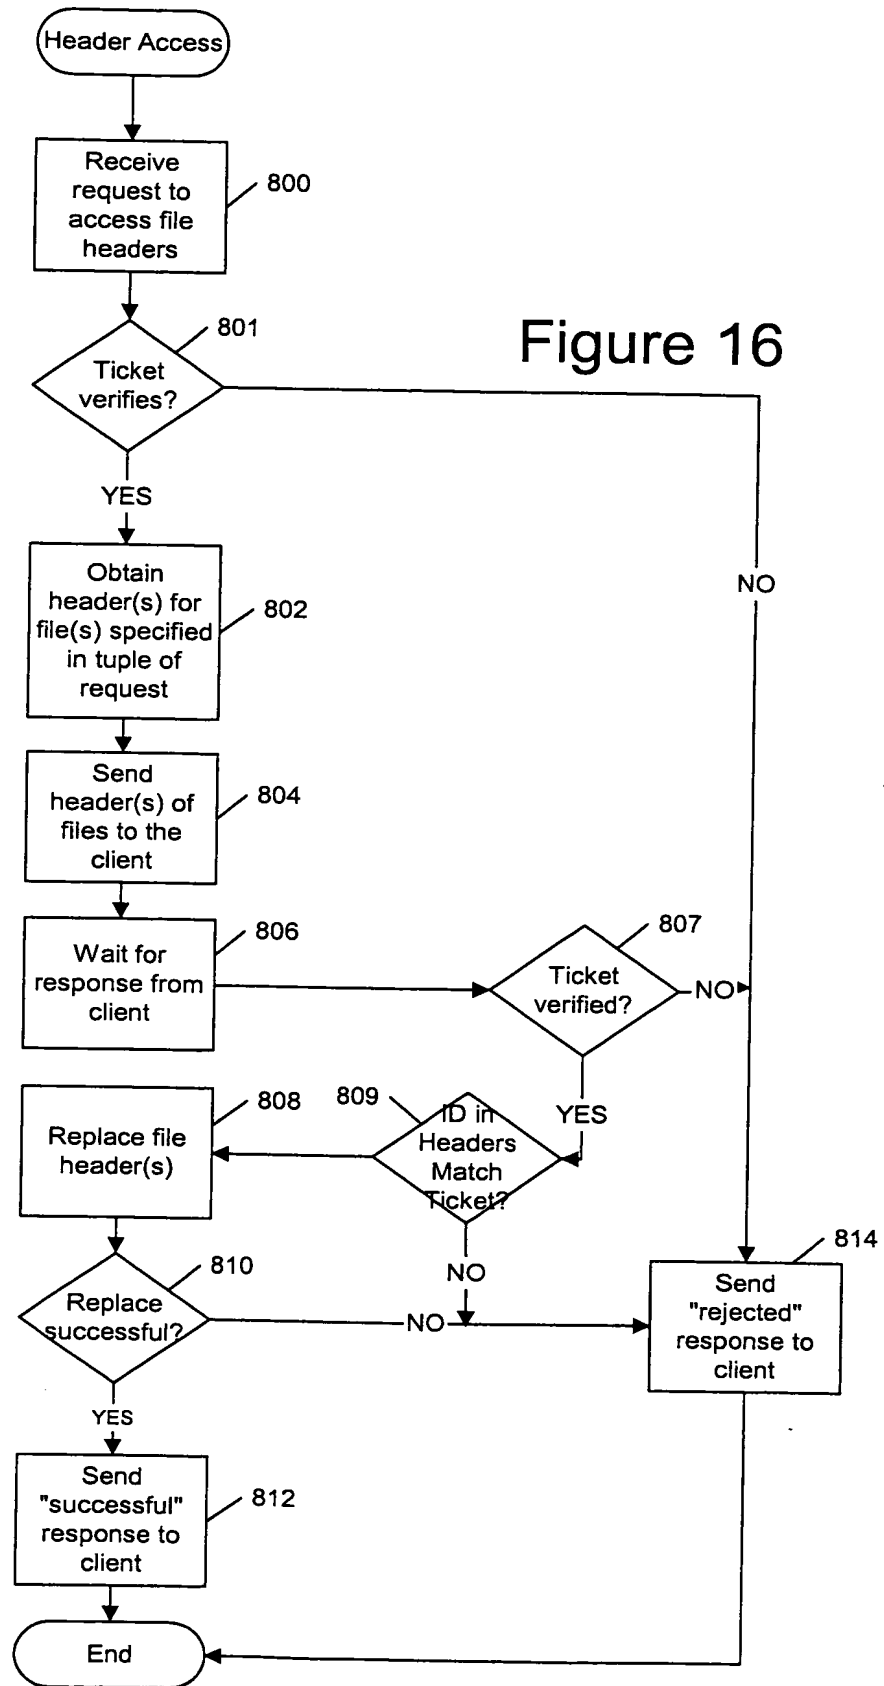 Header Access
Receive
request to
access file
headers
800
801
Figure 16
Ticket
verifies?
YES
NO
Obtain
header(s) for
file(s) specified
in tuple of
request
802
Send
header(s) of
files to the
client
804
Wait for
response from
client
806
807
Ticket
verified?
NO
YES
808
Replace file
header(s)
809
ID in
Headers
Match
Ticket?
NO
810
Replace
successful?
NO
814
Send
"rejected"
response to
client
YES
Send
"successful"
response to
client
812
End